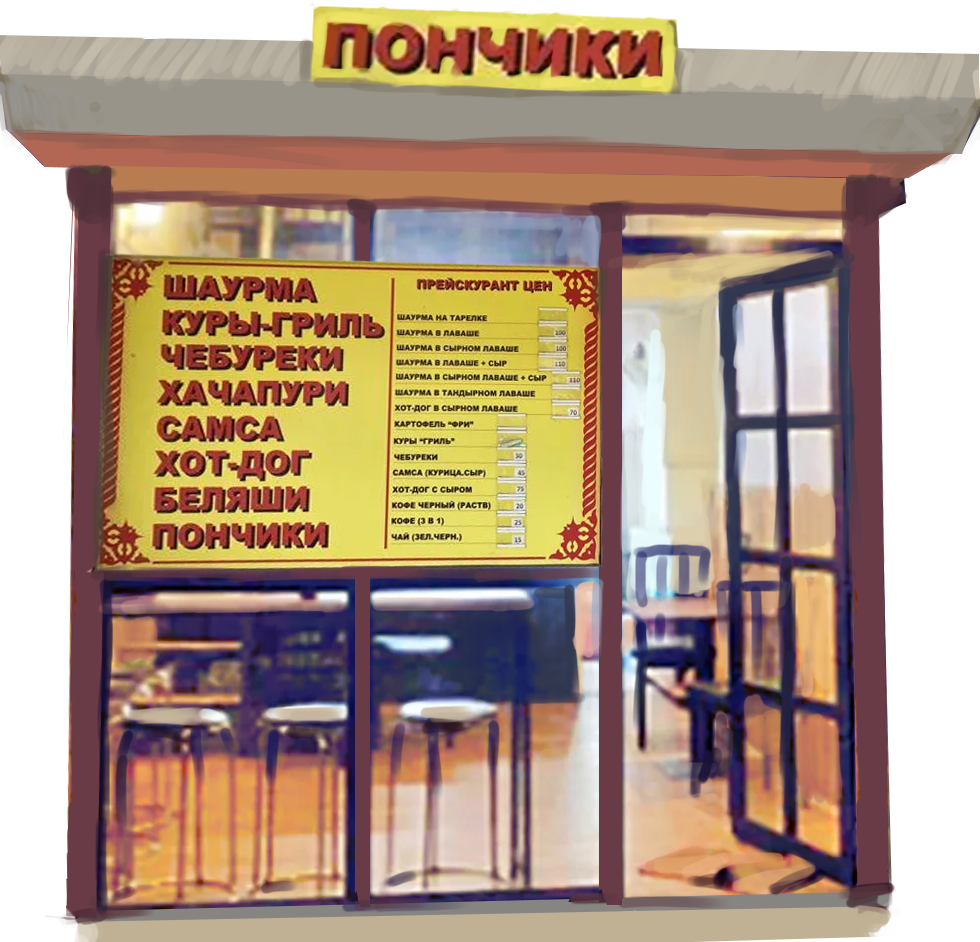 ПОНЧИКИ
ШАУРМА
КУРЫ-ГРИЛЬ
ЧЕБУРЕКИ
ХАЧАПУРИ
САМСА
ХОТ-ДОГ
БЕЛЯШИ
ПОНЧИКИ
ПРЕЙСКУРАНТ ЦЕН
ШАУРМА НА ТАРЕЛКЕ
ШАУРМА В ЛАВАШЕ 100
ШАУРМА В СЫРНОМ ЛАВАШЕ 100
ШАУРМА В ЛАВАШЕ + СЫР 110
ШАУРМА В СЫРНОМ ЛАВАШЕ + СЫР 110
ШАУРМА В ТАНДЫРНОМ ЛАВАШЕ
ХОТ-ДОГ В СЫРНОМ ЛАВАШЕ 70
КАРТОФЕЛЬ "ФРИ"
КУРЫ "ГРИЛЬ"
ЧЕБУРЕКИ 50
САМСА (КУРИЦА.СЫР) 45
ХОТ-ДОГ С СЫРОМ 75
КОФЕ ЧЕРНЫЙ (РАСТВ) 20
КОФЕ (3 В 1) 25
ЧАЙ (ЗЕЛ.ЧЕРН.) 15